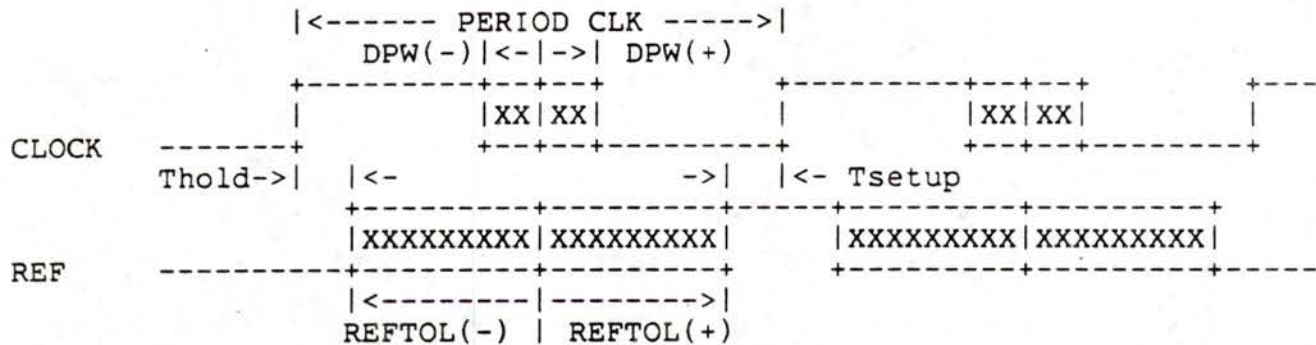 |<------ PERIOD CLK ----->|
DPW(-)|<-|->| DPW(+)
+---------+--+--+         +---------+--+--+         +---
|         |XX|XX|         |         |XX|XX|         |
CLOCK -------+         +--+--+---------+         +--+--+---------+
Thold->| |<-                 ->| |<- Tsetup
+---------+---------+-----+---------+---------+
|XXXXXXXXX|XXXXXXXXX|     |XXXXXXXXX|XXXXXXXXX|
REF ----------+---------+---------+     +---------+---------+-----
|<--------|-------->|
REFTOL(-) | REFTOL(+)